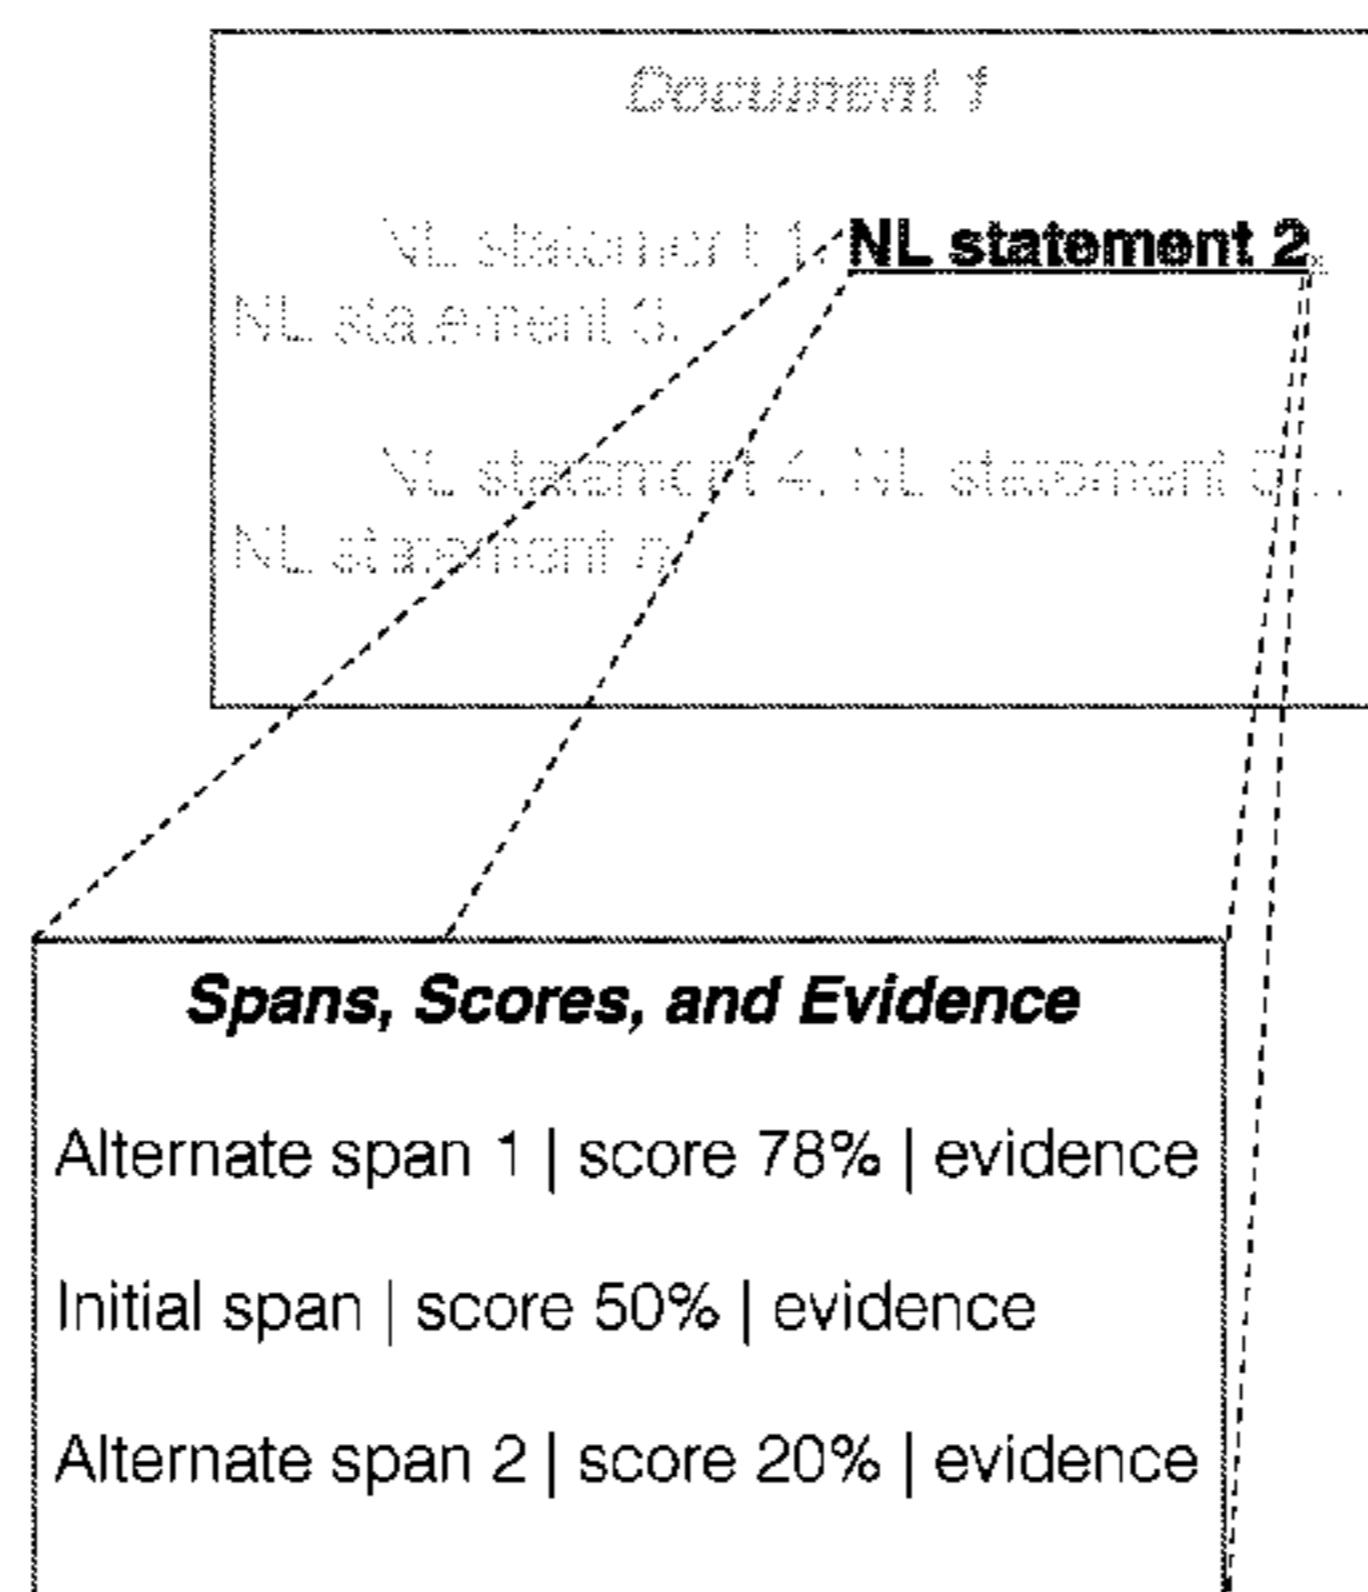 Document 1
NL statement 1. NL statement 2.
NL statement 3.
NL statement 4. NL statement 5...
NL statement n.
Spans, Scores, and Evidence
Alternate span 1 | score 78% | evidence
Initial span | score 50% | evidence
Alternate span 2 | score 20% | evidence